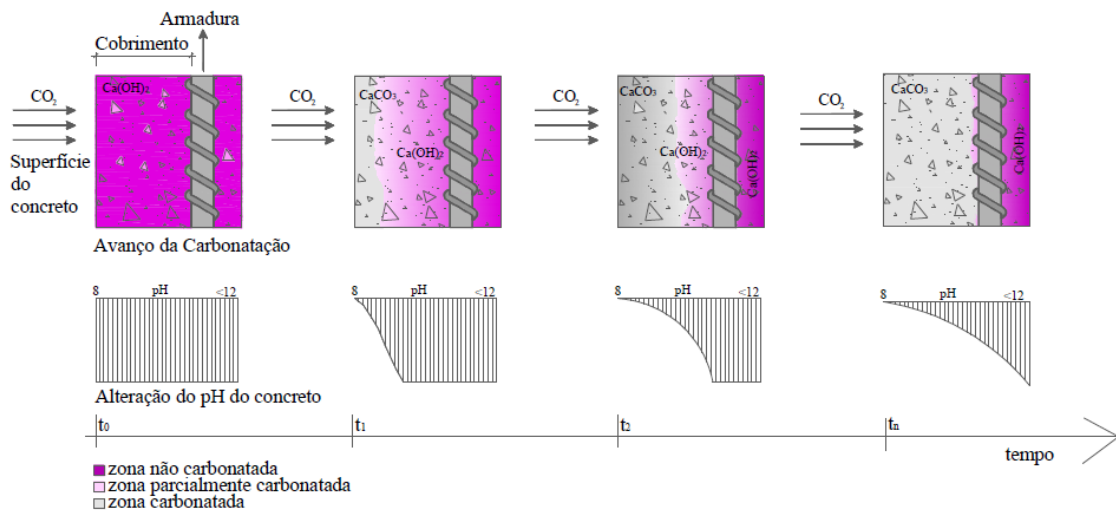 Armadura
Cobrimento
CO2
Superfície
do
concreto
Ca(OH)2
CO2
CaCO3
Ca(OH)2
CO2
CaCO3
Ca(OH)2
Ca(OH)2
CO2
CaCO3
Ca(OH)2
Avanço da Carbonatação
8 pH <12
8 pH <12
8 pH <12
8 pH <12
Alteração do pH do concreto
t0
t1
t2
tn
tempo
zona não carbonatada
zona parcialmente carbonatada
zona carbonatada